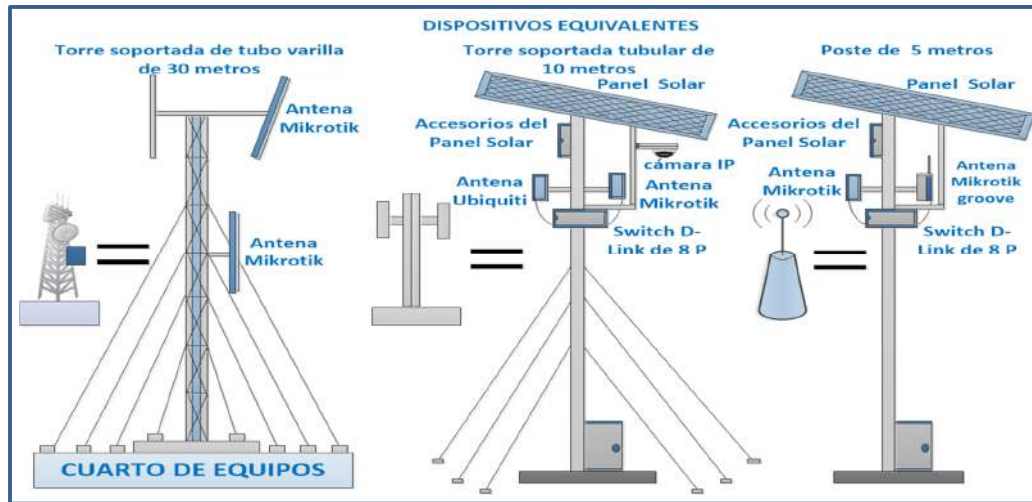 DISPOSITIVOS EQUIVALENTES
Torre soportada de tubo varilla
de 30 metros
Antena
Mikrotik
Antena
Mikrotik
CUARTO DE EQUIPOS
Torre soportada tubular de
10 metros
Panel Solar
Accesorios del
Panel Solar
cámara IP
Antena
Ubiquiti
Antena
Mikrotik
Switch D-
Link de 8 P
Poste de 5 metros
Panel Solar
Accesorios del
Panel Solar
Antena
Mikrotik
Antena
Mikrotik
groove
Switch D-
Link de 8 P